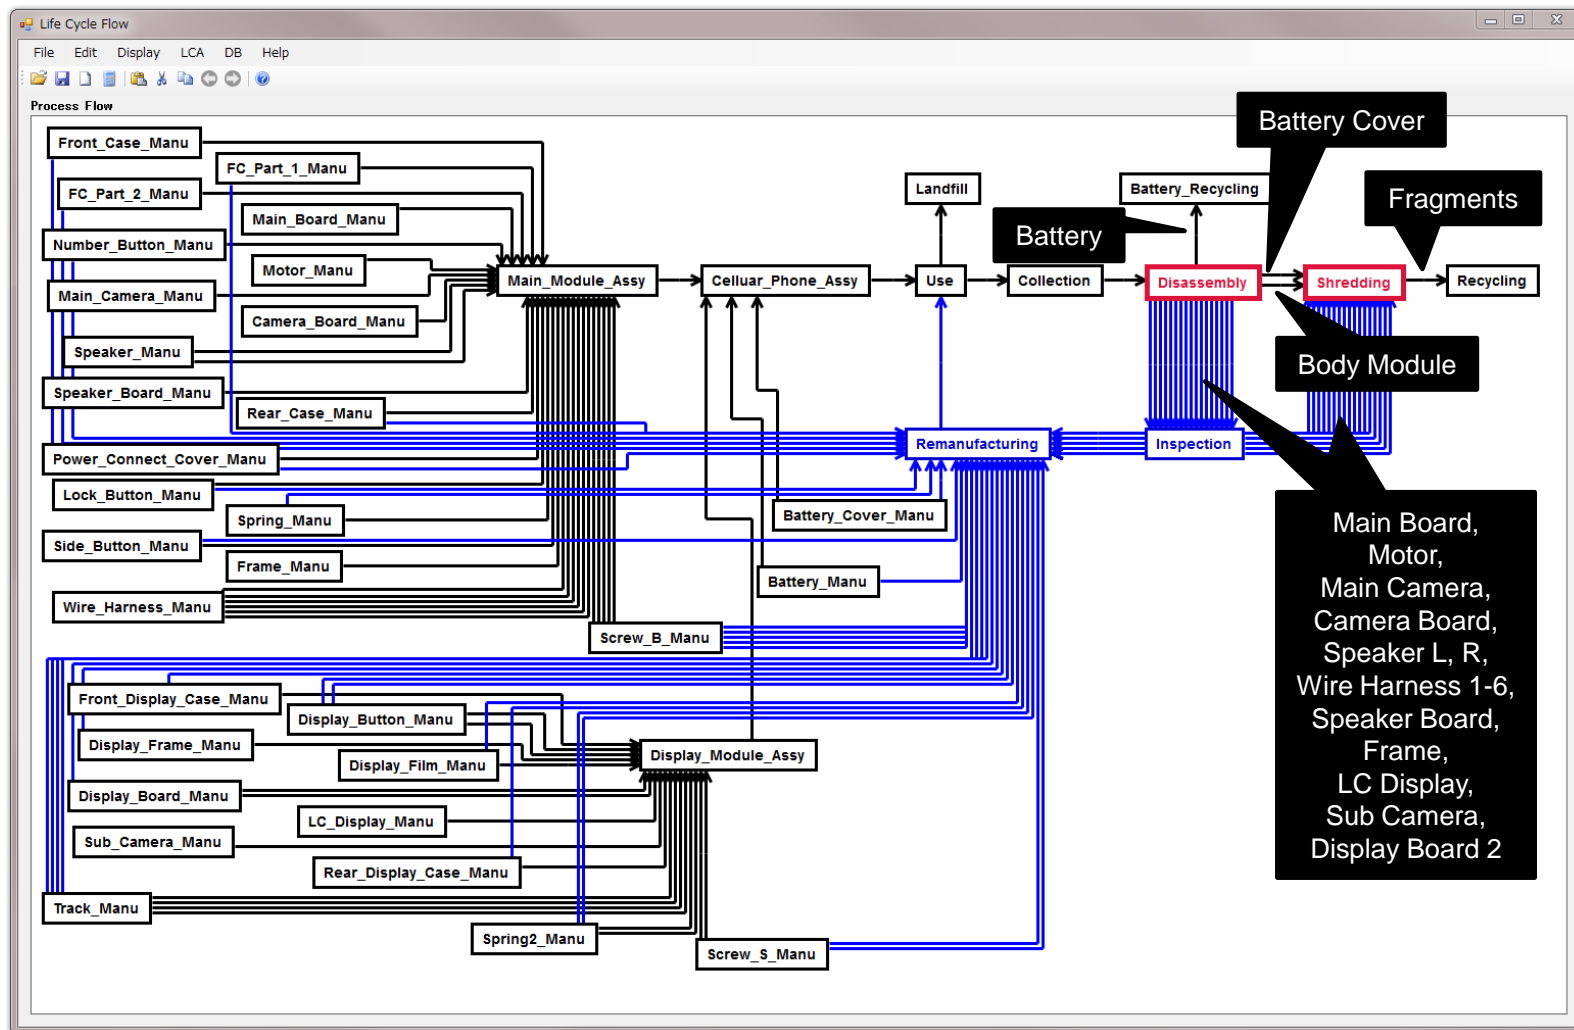 Life Cycle Flow
File Edit Display LCA DB Help
Process Flow
Front_Case_Manu
FC_Part_1_Manu
FC_Part_2_Manu
Main_Board_Manu
Number_Button_Manu
Motor_Manu
Main_Camera_Manu
Camera_Board_Manu
Speaker_Manu
Speaker_Board_Manu
Rear_Case_Manu
Power_Connect_Cover_Manu
Lock_Button_Manu
Spring_Manu
Side_Button_Manu
Frame_Manu
Wire_Harness_Manu
Screw_B_Manu
Main_Module_Assy
Celluar_Phone_Assy
Use
Landfill
Collection
Battery
Battery_Recycling
Disassembly
Battery Cover
Shredding
Fragments
Recycling
Body Module
Remanufacturing
Inspection
Battery_Cover_Manu
Battery_Manu
Main Board,
Motor,
Main Camera,
Camera Board,
Speaker L, R,
Wire Harness 1-6,
Speaker Board,
Frame,
LC Display,
Sub Camera,
Display Board 2
Front_Display_Case_Manu
Display_Button_Manu
Display_Frame_Manu
Display_Film_Manu
Display_Module_Assy
Display_Board_Manu
LC_Display_Manu
Sub_Camera_Manu
Rear_Display_Case_Manu
Track_Manu
Spring2_Manu
Screw_S_Manu